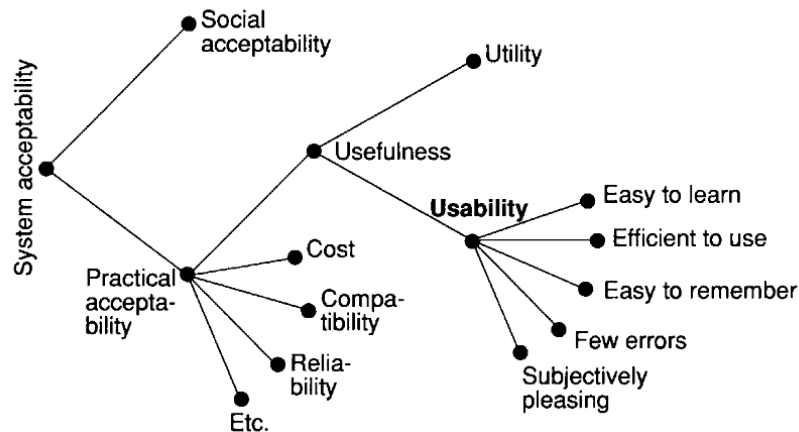 Social
acceptability
Utility
System acceptability
Usefulness
Usability
Easy to learn
Efficient to use
Easy to remember
Few errors
Subjectively
pleasing
Practical
accepta-
bility
Cost
Compa-
tibility
Relia-
bility
Etc.